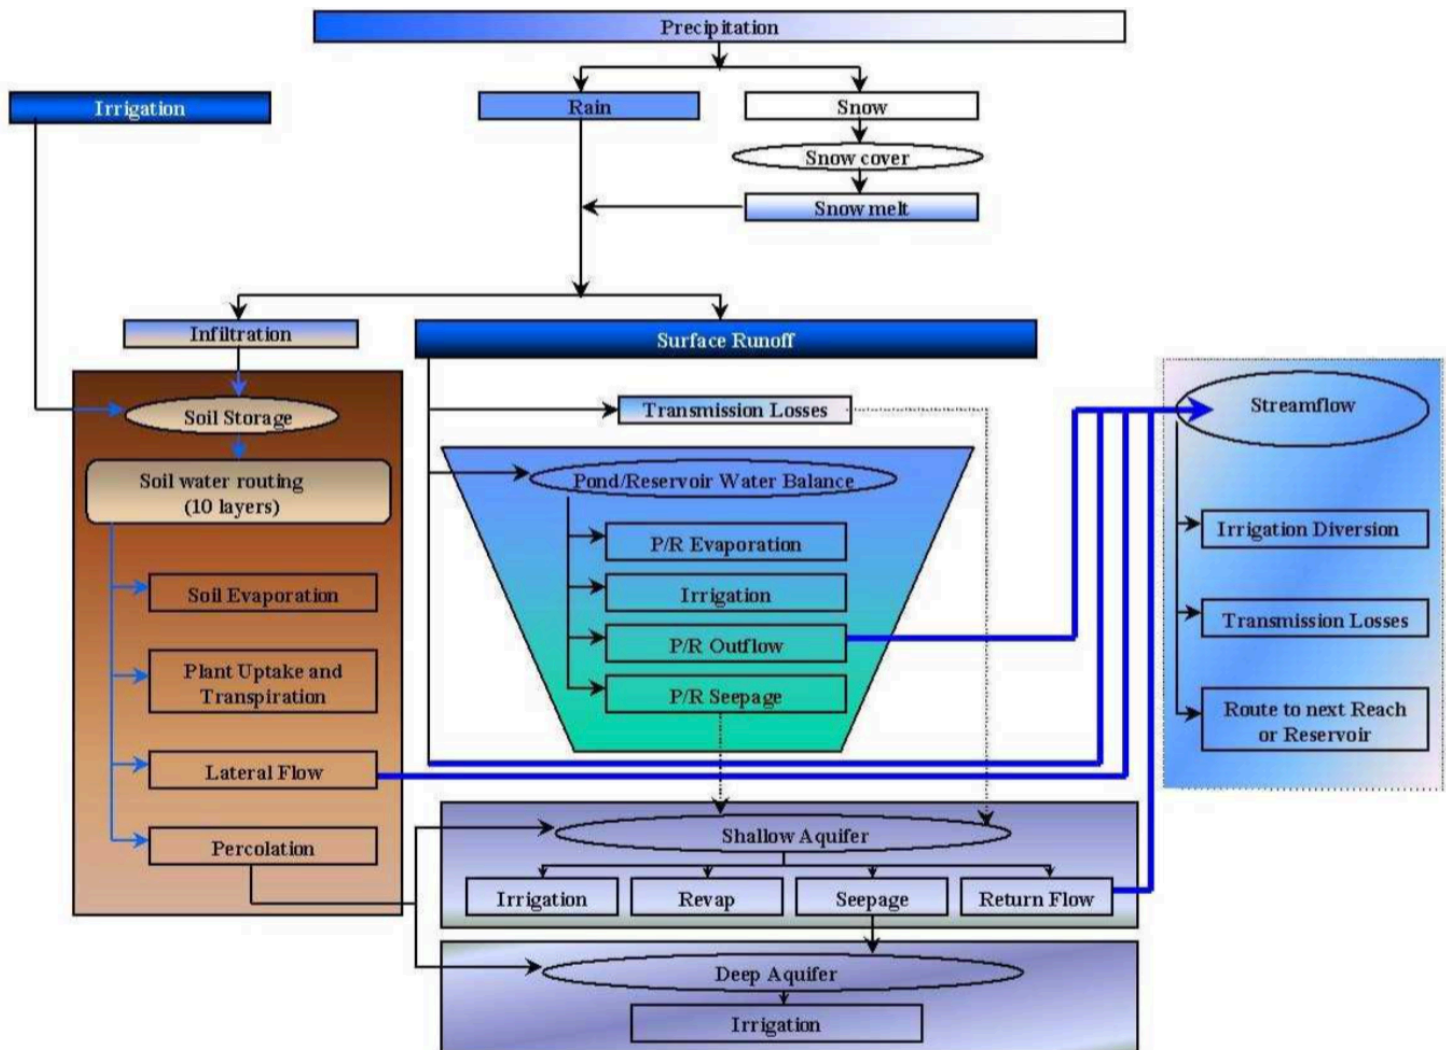 Precipitation
Irrigation
Rain
Snow
Snow cover
Snow melt
Infiltration
Surface Runoff
Soil Storage
Transmission Losses
Streamflow
Soil water routing
(10 layers)
Pond/Reservoir Water Balance
P/R Evaporation
Irrigation
P/R Outflow
P/R Seepage
Irrigation Diversion
Transmission Losses
Route to next Reach
or Reservoir
Soil Evaporation
Plant Uptake and
Transpiration
Lateral Flow
Percolation
Shallow Aquifer
Irrigation
Revap
Seepage
Return Flow
Deep Aquifer
Irrigation